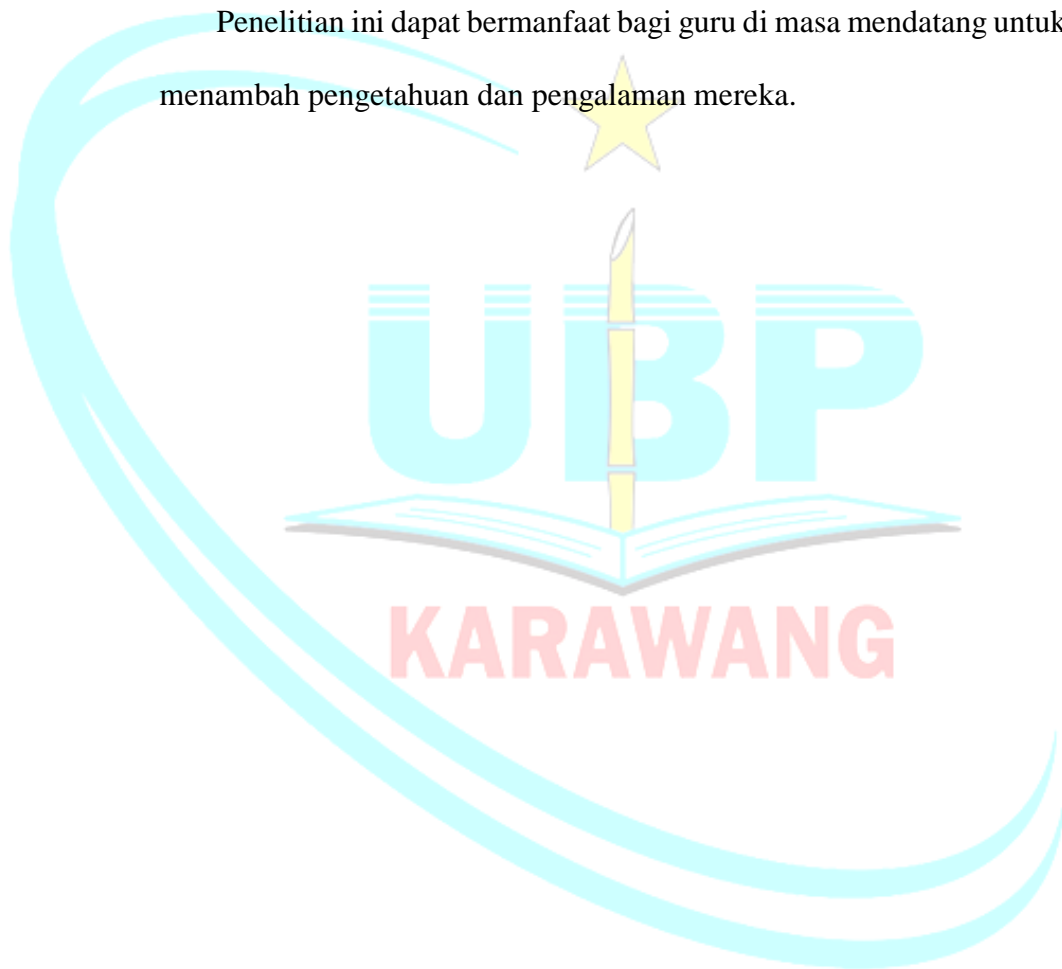 Penelitian ini dapat bermanfaat bagi guru di masa mendatang untuk
menambah pengetahuan dan pengalaman mereka.
UBP
KARAWANG